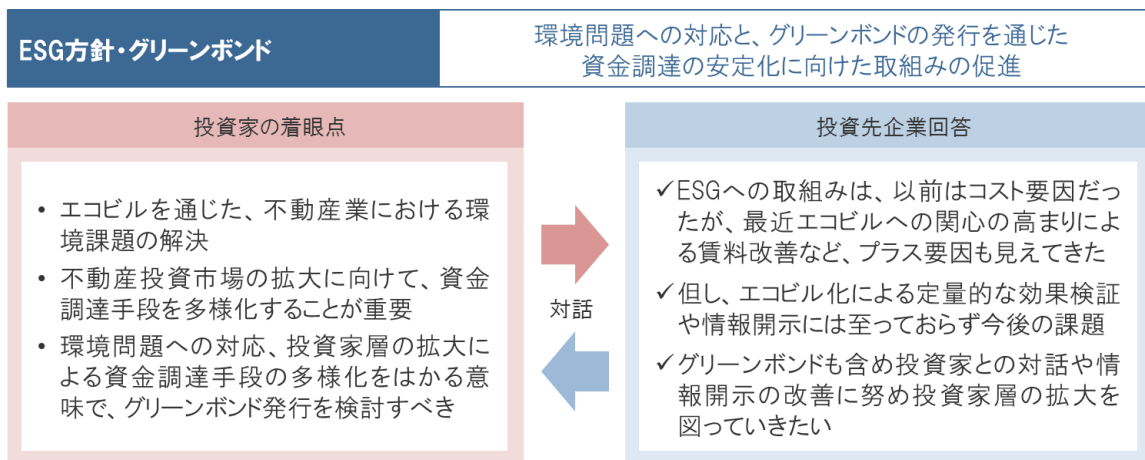 ESG方針・グリーンボンド
環境問題への対応と、グリーンボンドの発行を通じた
資金調達の安定化に向けた取組みの促進
投資家の着眼点
• エコビルを通じた、不動産業における環
境課題の解決
• 不動産投資市場の拡大に向けて、資金
調達手段を多様化することが重要
• 環境問題への対応、投資家層の拡大に
よる資金調達手段の多様化をはかる意
味で、グリーンボンド発行を検討すべき
対話
投資先企業回答
✓ESGへの取組みは、以前はコスト要因だっ
たが、最近エコビルへの関心の高まりによ
る賃料改善など、プラス要因も見えてきた
✓但し、エコビル化による定量的な効果検証
や情報開示には至っておらず今後の課題
✓グリーンボンドも含め投資家との対話や情
報開示の改善に努め投資家層の拡大を
図っていきたい